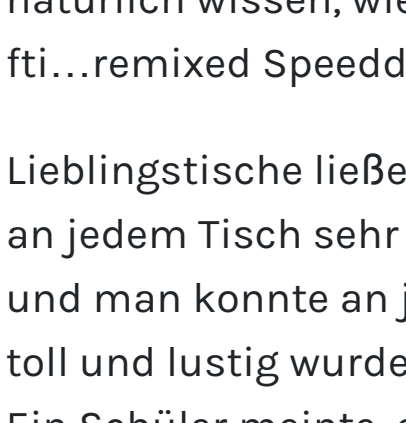 natürlich wissen, wie
fti…remixed Speedd
Lieblingstische ließe
an jedem Tisch sehr
und man konnte an j
toll und lustig wurde
Ein Schüler meinte,